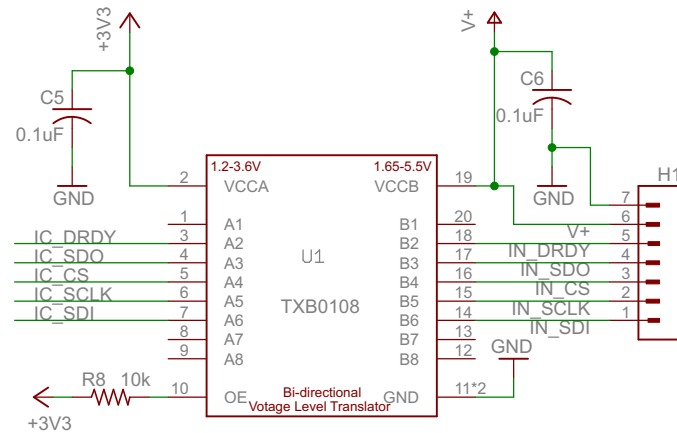 +3V3
V+
C5
0.1uF
GND
C6
0.1uF
GND
H1
1.2-3.6V
1.65-5.5V
2
VCCA
VCCB
19
7
6
V+
1
A1
B1
20
IC_DRDY
3
A2
B2
18
5
IN_DRDY
IC_SDO
4
A3
U1
B3
17
4
IN_SDO
IC_CS
5
A4
B4
16
3
IN_CS
IC_SCLK
6
A5
TXB0108
B5
15
2
IN_SCLK
IC_SDI
7
A6
B6
14
1
IN_SDI
8
A7
B7
13
9
A8
B8
12
GND
R8
10k
10
OE
Bi-directional
Votage Level Translator
GND
11*2
+3V3